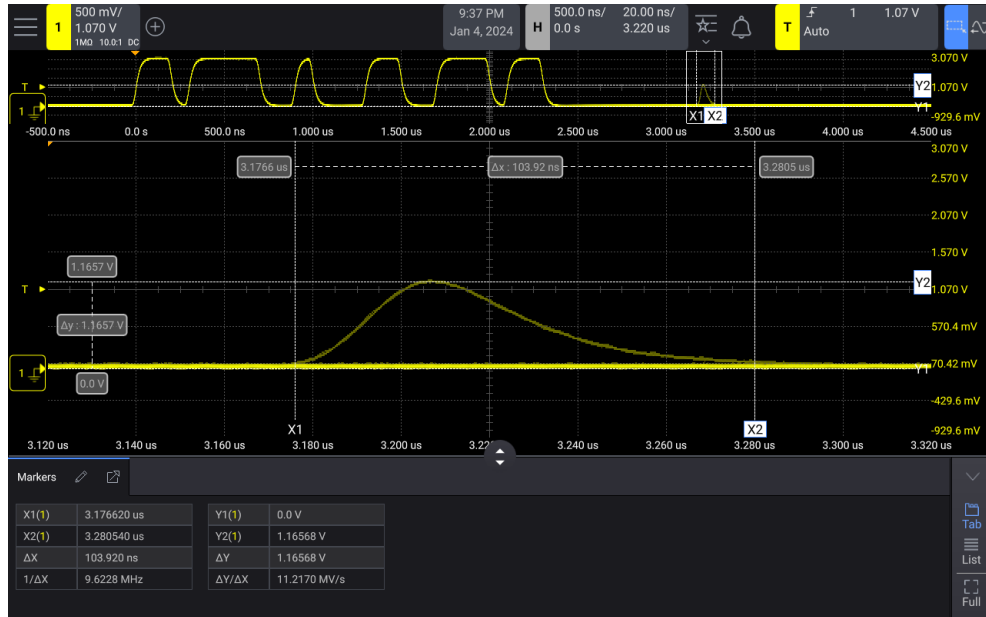 1
500 mV/
1.070 V
1MΩ 10.0:1 DC
9:37 PM
Jan 4, 2024
H
500.0 ns/ 20.00 ns/
0.0 s 3.220 us
T
1 1.07 V
Auto
3.070 V
T
Y2 1.070 V
1
Y1
X1 X2
-929.6 mV
-500.0 ns 0.0 s 500.0 ns 1.000 us 1.500 us 2.000 us 2.500 us 3.000 us 3.500 us 4.000 us 4.500 us
3.070 V
3.1766 us Δx : 103.92 ns 3.2805 us
2.570 V
2.070 V
1.570 V
1.1657 V
T Y2 1.070 V
Δy : 1.1657 V
570.4 mV
1 Y1 70.42 mV
0.0 V
-429.6 mV
X1 X2
-929.6 mV
3.120 us 3.140 us 3.160 us 3.180 us 3.200 us 3.240 us 3.260 us 3.280 us 3.300 us 3.320 us
Markers
X1(1) 3.176620 us Y1(1) 0.0 V
X2(1) 3.280540 us Y2(1) 1.16568 V
ΔX 103.920 ns ΔY 1.16568 V
1/ΔX 9.6228 MHz ΔY/ΔX 11.2170 MV/s
Tab
List
Full